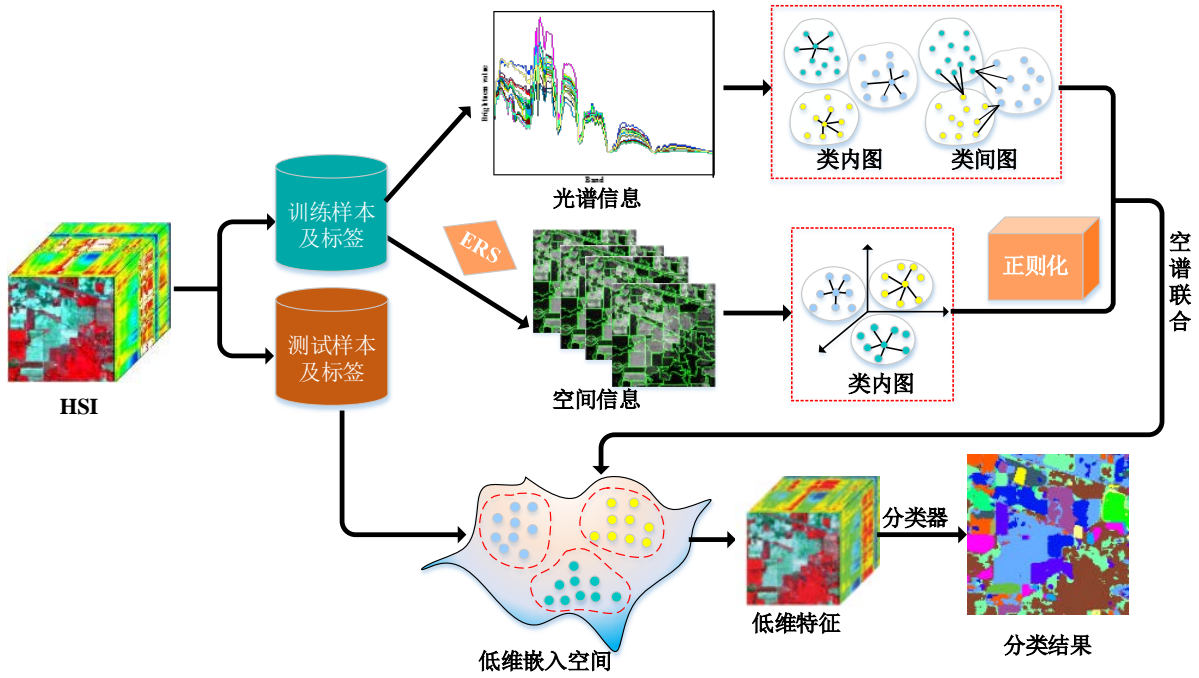 Brightness value
Band
光谱信息
类内图
类间图
训练样本
及标签
ERS
正则化
空谱联合
测试样本
及标签
HSI
空间信息
类内图
分类器
低维嵌入空间
低维特征
分类结果